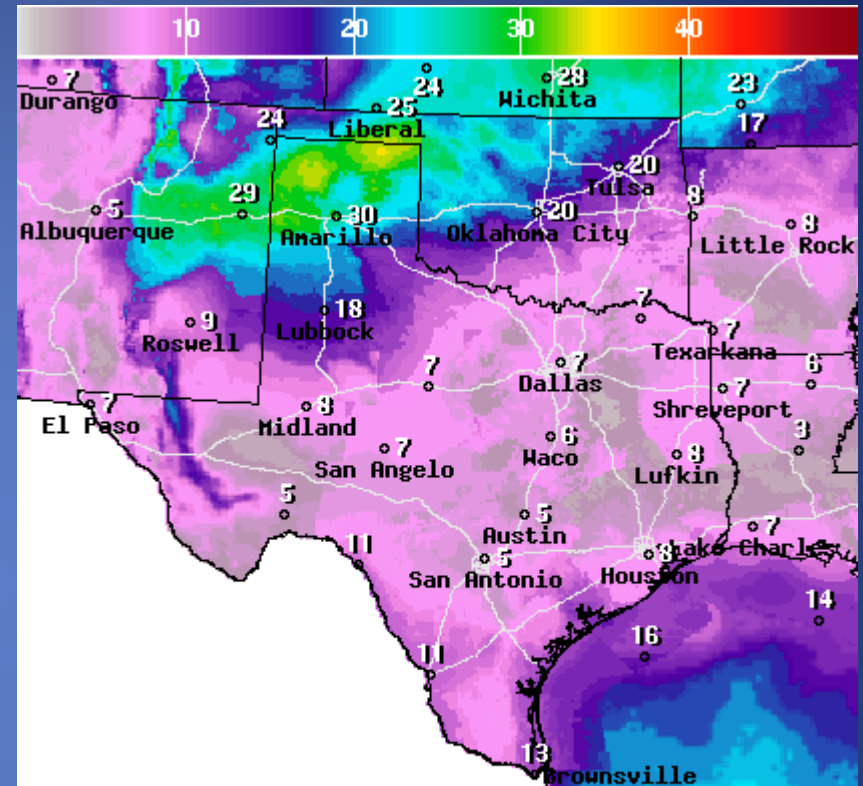 10 20 30 40
7
Durango
24
28
Wichita
23
25
Liberal
24
17
20
Tulsa
5
Albuquerque
29
30
Amarillo
20
Oklahoma City
8
8
Little Rock
9
Roswell
18
Lubbock
7
7
Texarkana
7
Dallas
7
6
7
Shreveport
7
El Paso
8
Midland
7
San Angelo
6
Waco
8
Lufkin
3
5
5
Austin
7
Lake Charles
11
5
San Antonio
8
Houston
14
16
11
13
Brownsville